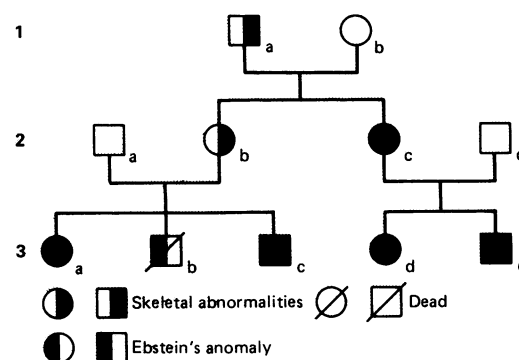 1
a
b
2
a
b
c
d
3
a
b
c
d
Skeletal abnormalities
Dead
Ebstein's anomaly